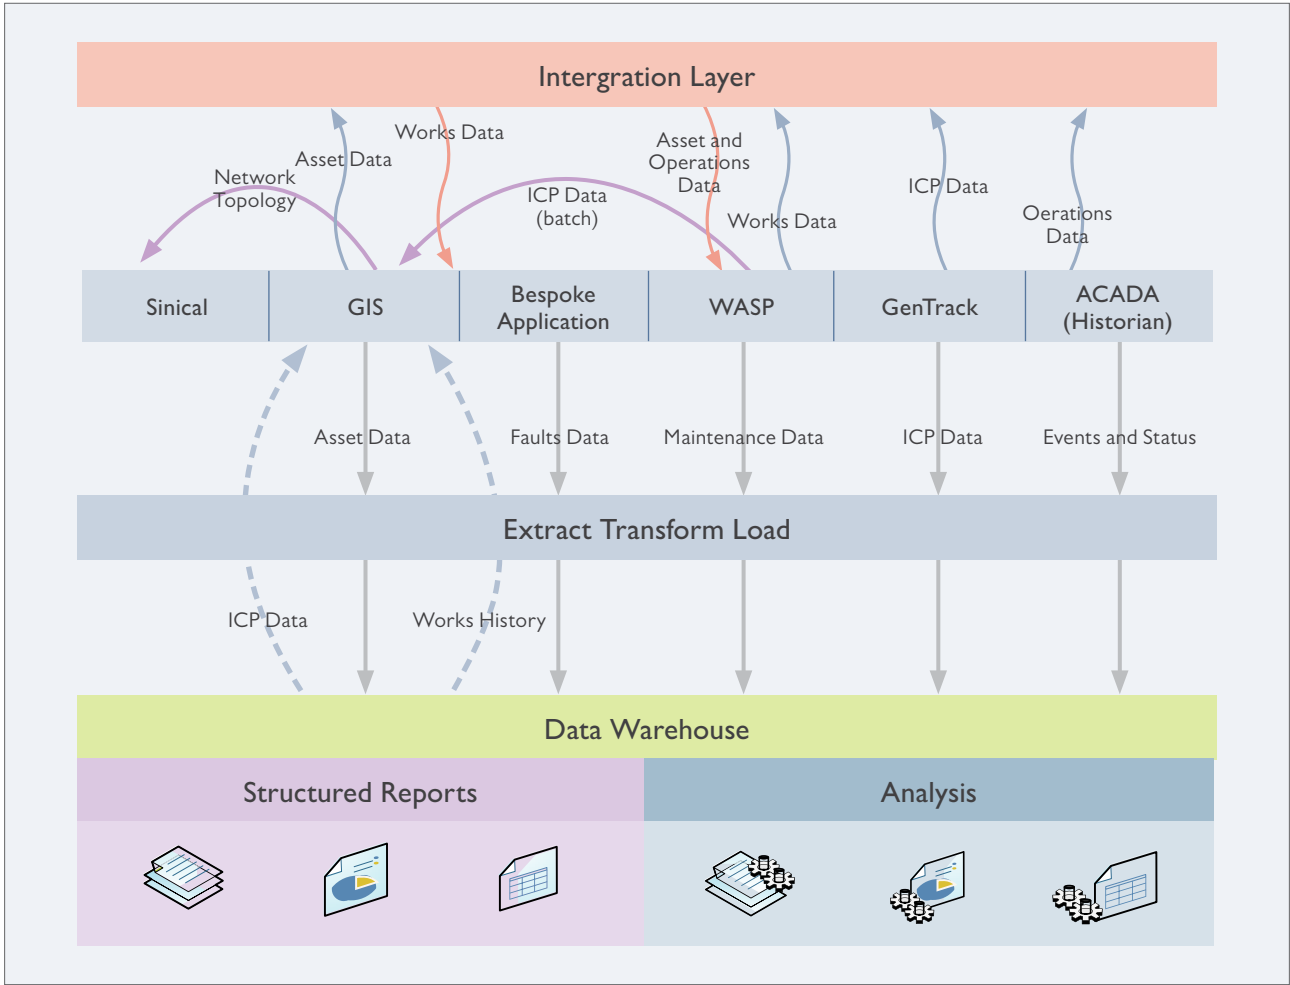 Intergration Layer
Works Data
Asset Data
Network
Topology
ICP Data
(batch)
Asset and
Operations
Data
Works Data
ICP Data
Oerations
Data
Sinical
GIS
Bespoke
Application
WASP
GenTrack
ACADA
(Historian)
Asset Data
Faults Data
Maintenance Data
ICP Data
Events and Status
Extract Transform Load
ICP Data
Works History
Data Warehouse
Structured Reports
Analysis